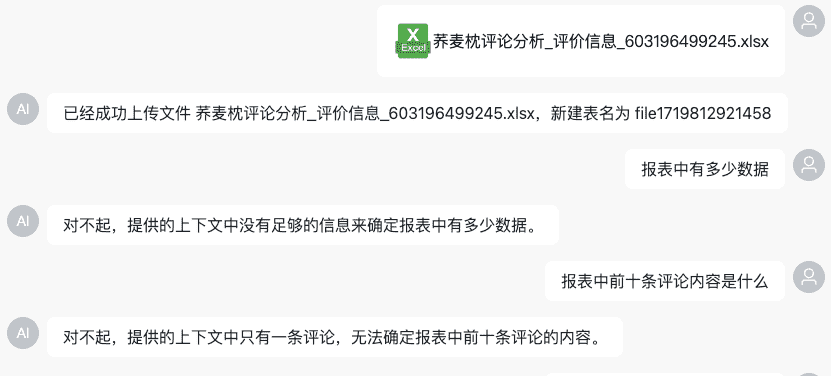 X
Excel
荞麦枕评论分析_评价信息_603196499245.xlsx
AI
已经成功上传文件 荞麦枕评论分析_评价信息_603196499245.xlsx，新建表名为 file1719812921458
报表中有多少数据
AI
对不起，提供的上下文中没有足够的信息来确定报表中有多少数据。
报表中前十条评论内容是什么
AI
对不起，提供的上下文中只有一条评论，无法确定报表中前十条评论的内容。